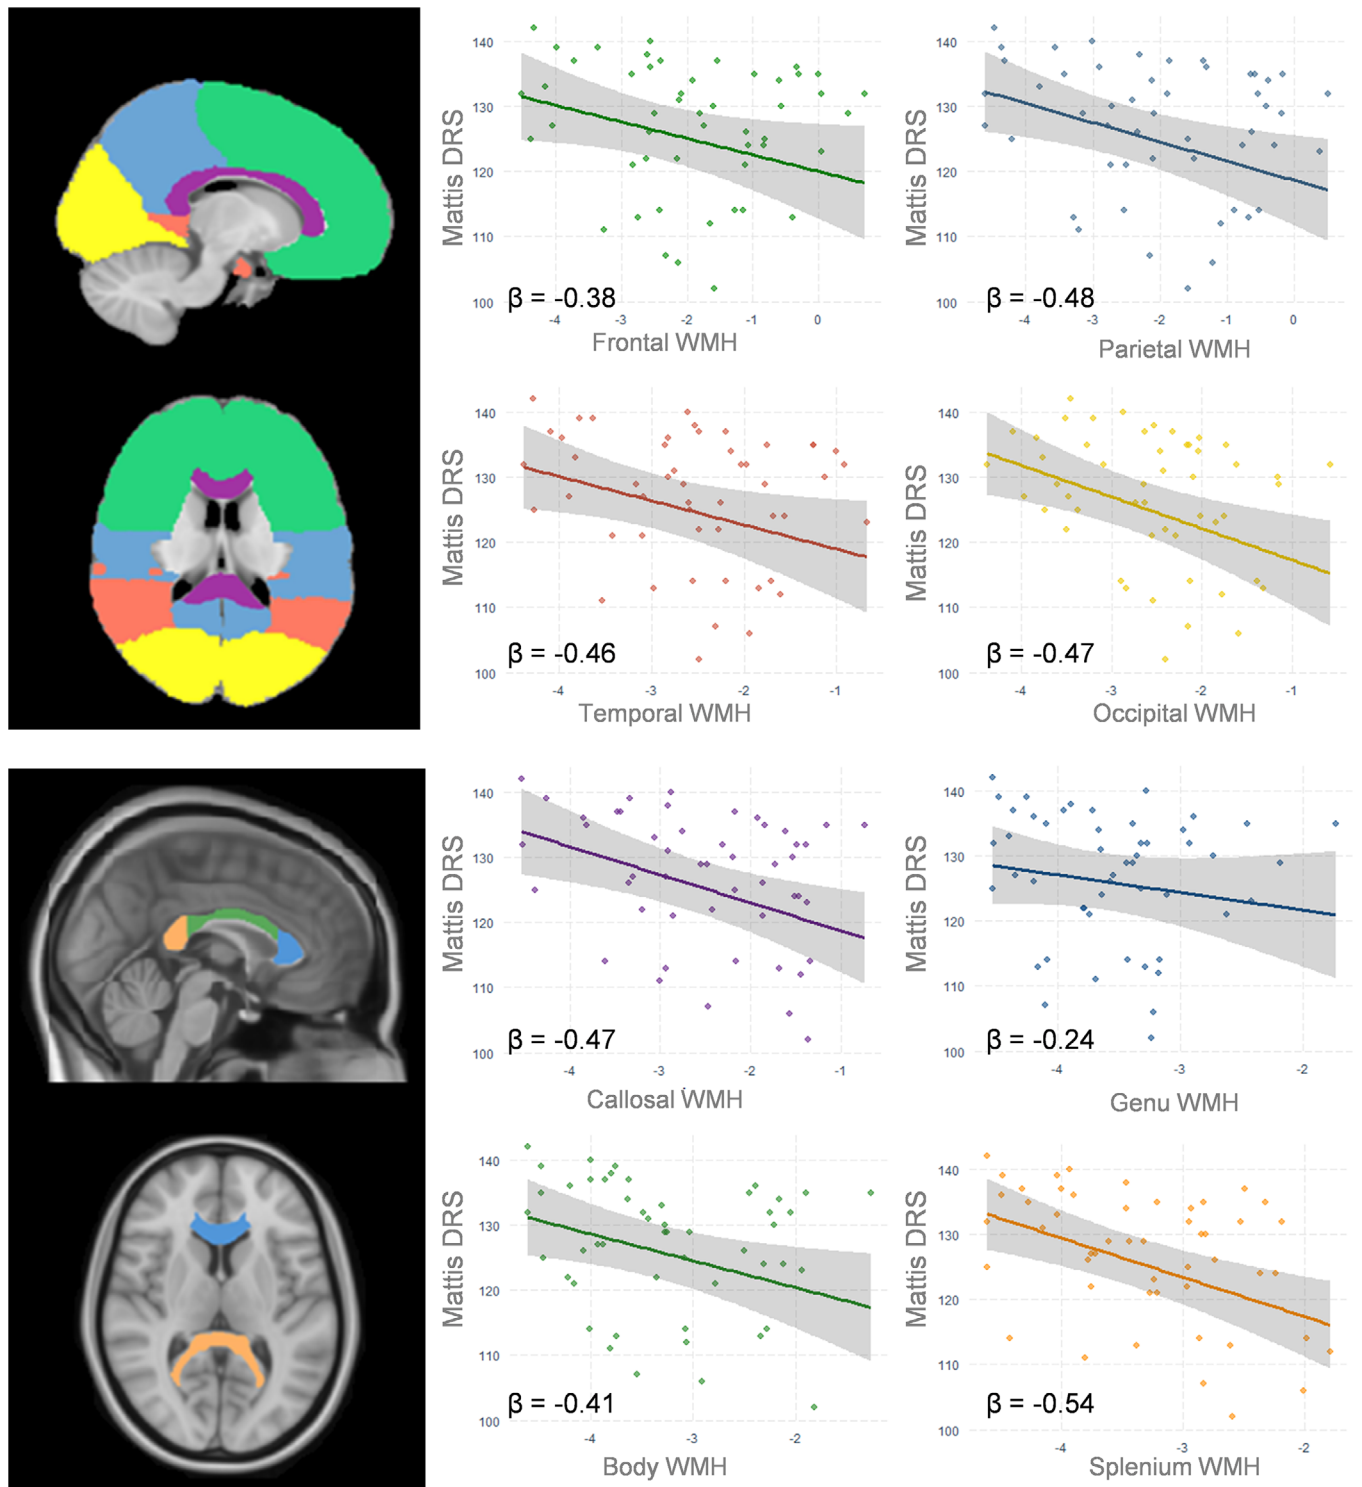 140
130
120
110
100
Mattis DRS
β = -0.38
-4 -3 -2 -1 0
Frontal WMH
140
130
120
110
100
Mattis DRS
β = -0.48
-4 -3 -2 -1 0
Parietal WMH
140
130
120
110
100
Mattis DRS
β = -0.46
-4 -3 -2 -1
Temporal WMH
140
130
120
110
100
Mattis DRS
β = -0.47
-4 -3 -2 -1
Occipital WMH
140
130
120
110
100
Mattis DRS
β = -0.47
-4 -3 -2 -1
Callosal WMH
140
130
120
110
100
Mattis DRS
β = -0.24
-4 -3 -2
Genu WMH
140
130
120
110
100
Mattis DRS
β = -0.41
-4 -3 -2
Body WMH
140
130
120
110
100
Mattis DRS
β = -0.54
-4 -3 -2
Splenium WMH